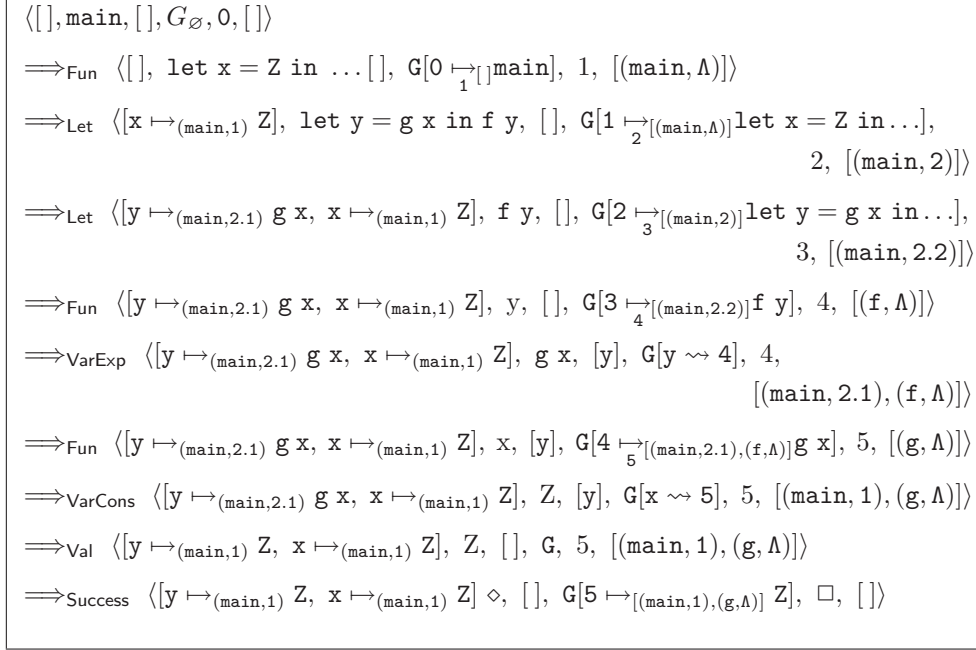 ⟨[ ], main, [ ], G∅, 0, [ ]⟩
⟹Fun ⟨[ ], let x = Z in ...[ ], G[0 ↦1 [ ]main], 1, [(main, Λ)]⟩
⟹Let ⟨[x ↦(main,1) Z], let y = g x in f y, [ ], G[1 ↦2 [(main,Λ)]let x = Z in...],
2, [(main, 2)]⟩
⟹Let ⟨[y ↦(main,2.1) g x, x ↦(main,1) Z], f y, [ ], G[2 ↦3 [(main,2)]let y = g x in...],
3, [(main, 2.2)]⟩
⟹Fun ⟨[y ↦(main,2.1) g x, x ↦(main,1) Z], y, [ ], G[3 ↦4 [(main,2.2)]f y], 4, [(f, Λ)]⟩
⟹VarExp ⟨[y ↦(main,2.1) g x, x ↦(main,1) Z], g x, [y], G[y ⇝ 4], 4,
[(main, 2.1), (f, Λ)]⟩
⟹Fun ⟨[y ↦(main,2.1) g x, x ↦(main,1) Z], x, [y], G[4 ↦5 [(main,2.1),(f,Λ)]g x], 5, [(g, Λ)]⟩
⟹VarCons ⟨[y ↦(main,2.1) g x, x ↦(main,1) Z], Z, [y], G[x ⇝ 5], 5, [(main, 1), (g, Λ)]⟩
⟹Val ⟨[y ↦(main,1) Z, x ↦(main,1) Z], Z, [ ], G, 5, [(main, 1), (g, Λ)]⟩
⟹Success ⟨[y ↦(main,1) Z, x ↦(main,1) Z] ⋄, [ ], G[5 ↦[(main,1),(g,Λ)] Z], □, [ ]⟩